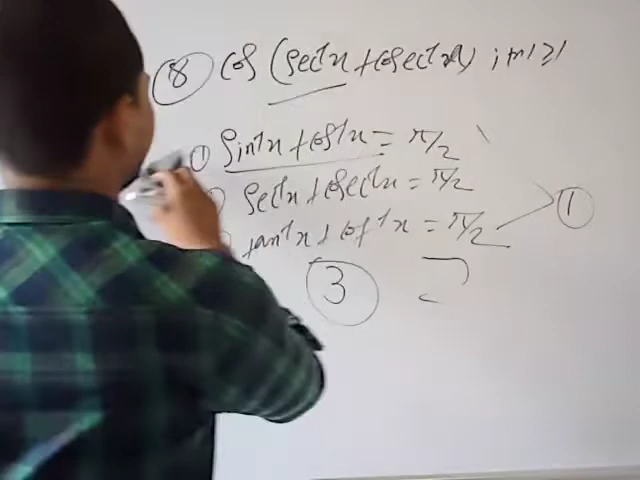 ⑧ cos (sec⁻¹x + cosec⁻¹x) ; |x| ≥ 1
① sin⁻¹x + cos⁻¹x = π/2
sec⁻¹x + cosec⁻¹x = π/2
tan⁻¹x + cot⁻¹x = π/2 ①
③